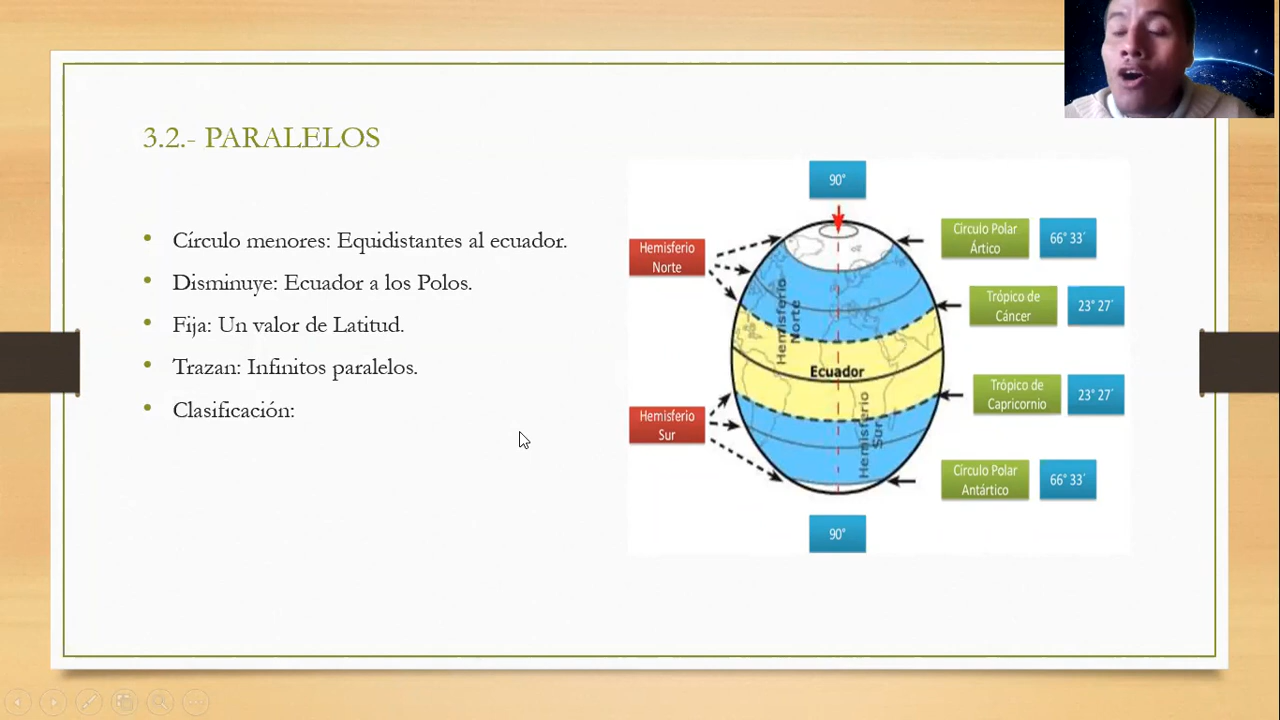 3.2.- PARALELOS
• Círculo menores: Equidistantes al ecuador.
• Disminuye: Ecuador a los Polos.
• Fija: Un valor de Latitud.
• Trazan: Infinitos paralelos.
• Clasificación:
90°
Hemisferio
Norte
Círculo Polar
Ártico
66° 33´
Trópico de
Cáncer
23° 27´
Hemisferio
Norte
Ecuador
Trópico de
Capricornio
23° 27´
Hemisferio
Sur
Hemisferio
Sur
Círculo Polar
Antártico
66° 33´
90°